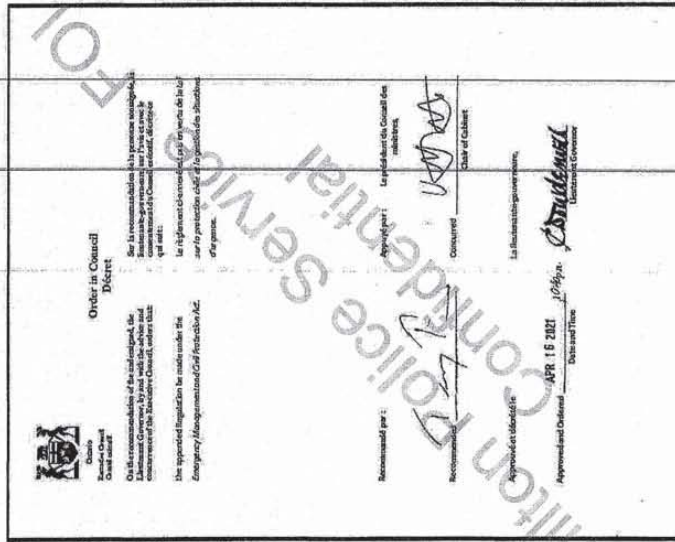 Ontario
Executive Council
Conseil exécutif
Order in Council
Décret
On the recommendation of the undersigned, the
Lieutenant Governor, by and with the advice and
concurrence of the Executive Council, orders that:
the appended Regulation be made under the
Emergency Management and Civil Protection Act.
Sur la recommandation de la personne soussignée, la
lieutenante-gouverneure, sur l'avis et avec le
consentement du Conseil exécutif, décrète ce
qui suit:
Le règlement ci-annexé est pris en vertu de la Loi
sur la protection civile et la gestion des situations
d'urgence.
Recommandé par :
Recommended
Appuyé par :
Le président du Conseil des
ministres,
Concurred
Chair of Cabinet
Approuvé et décrété le
La lieutenante-gouverneure,
Approved and Ordered
APR 16 2021
Date and Time
Lieutenant Governor
FOI
milton Police Service
Confidential